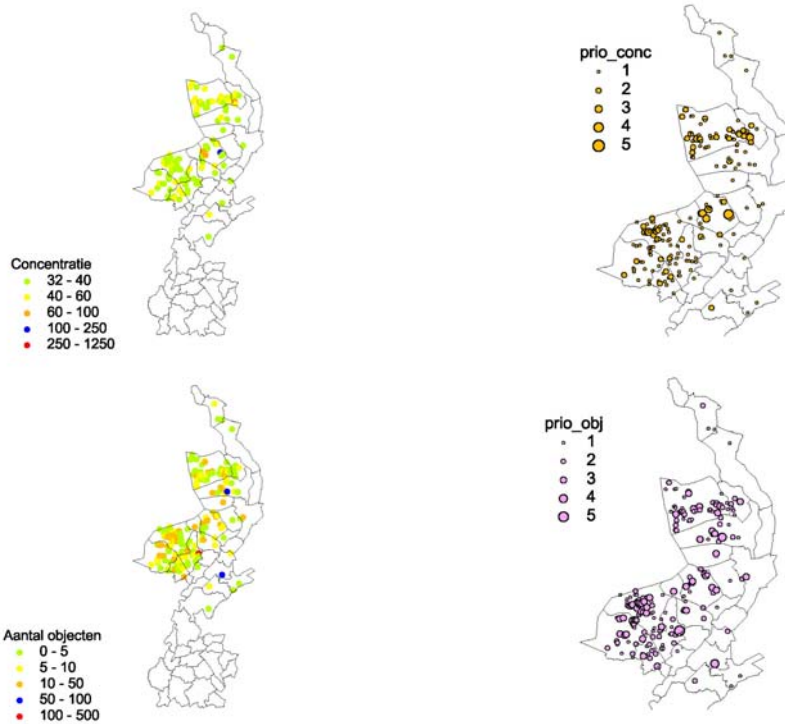 Concentratie
32 - 40
40 - 60
60 - 100
100 - 250
250 - 1250
prio_conc
1
2
3
4
5
Aantal objecten
0 - 5
5 - 10
10 - 50
50 - 100
100 - 500
prio_obj
1
2
3
4
5